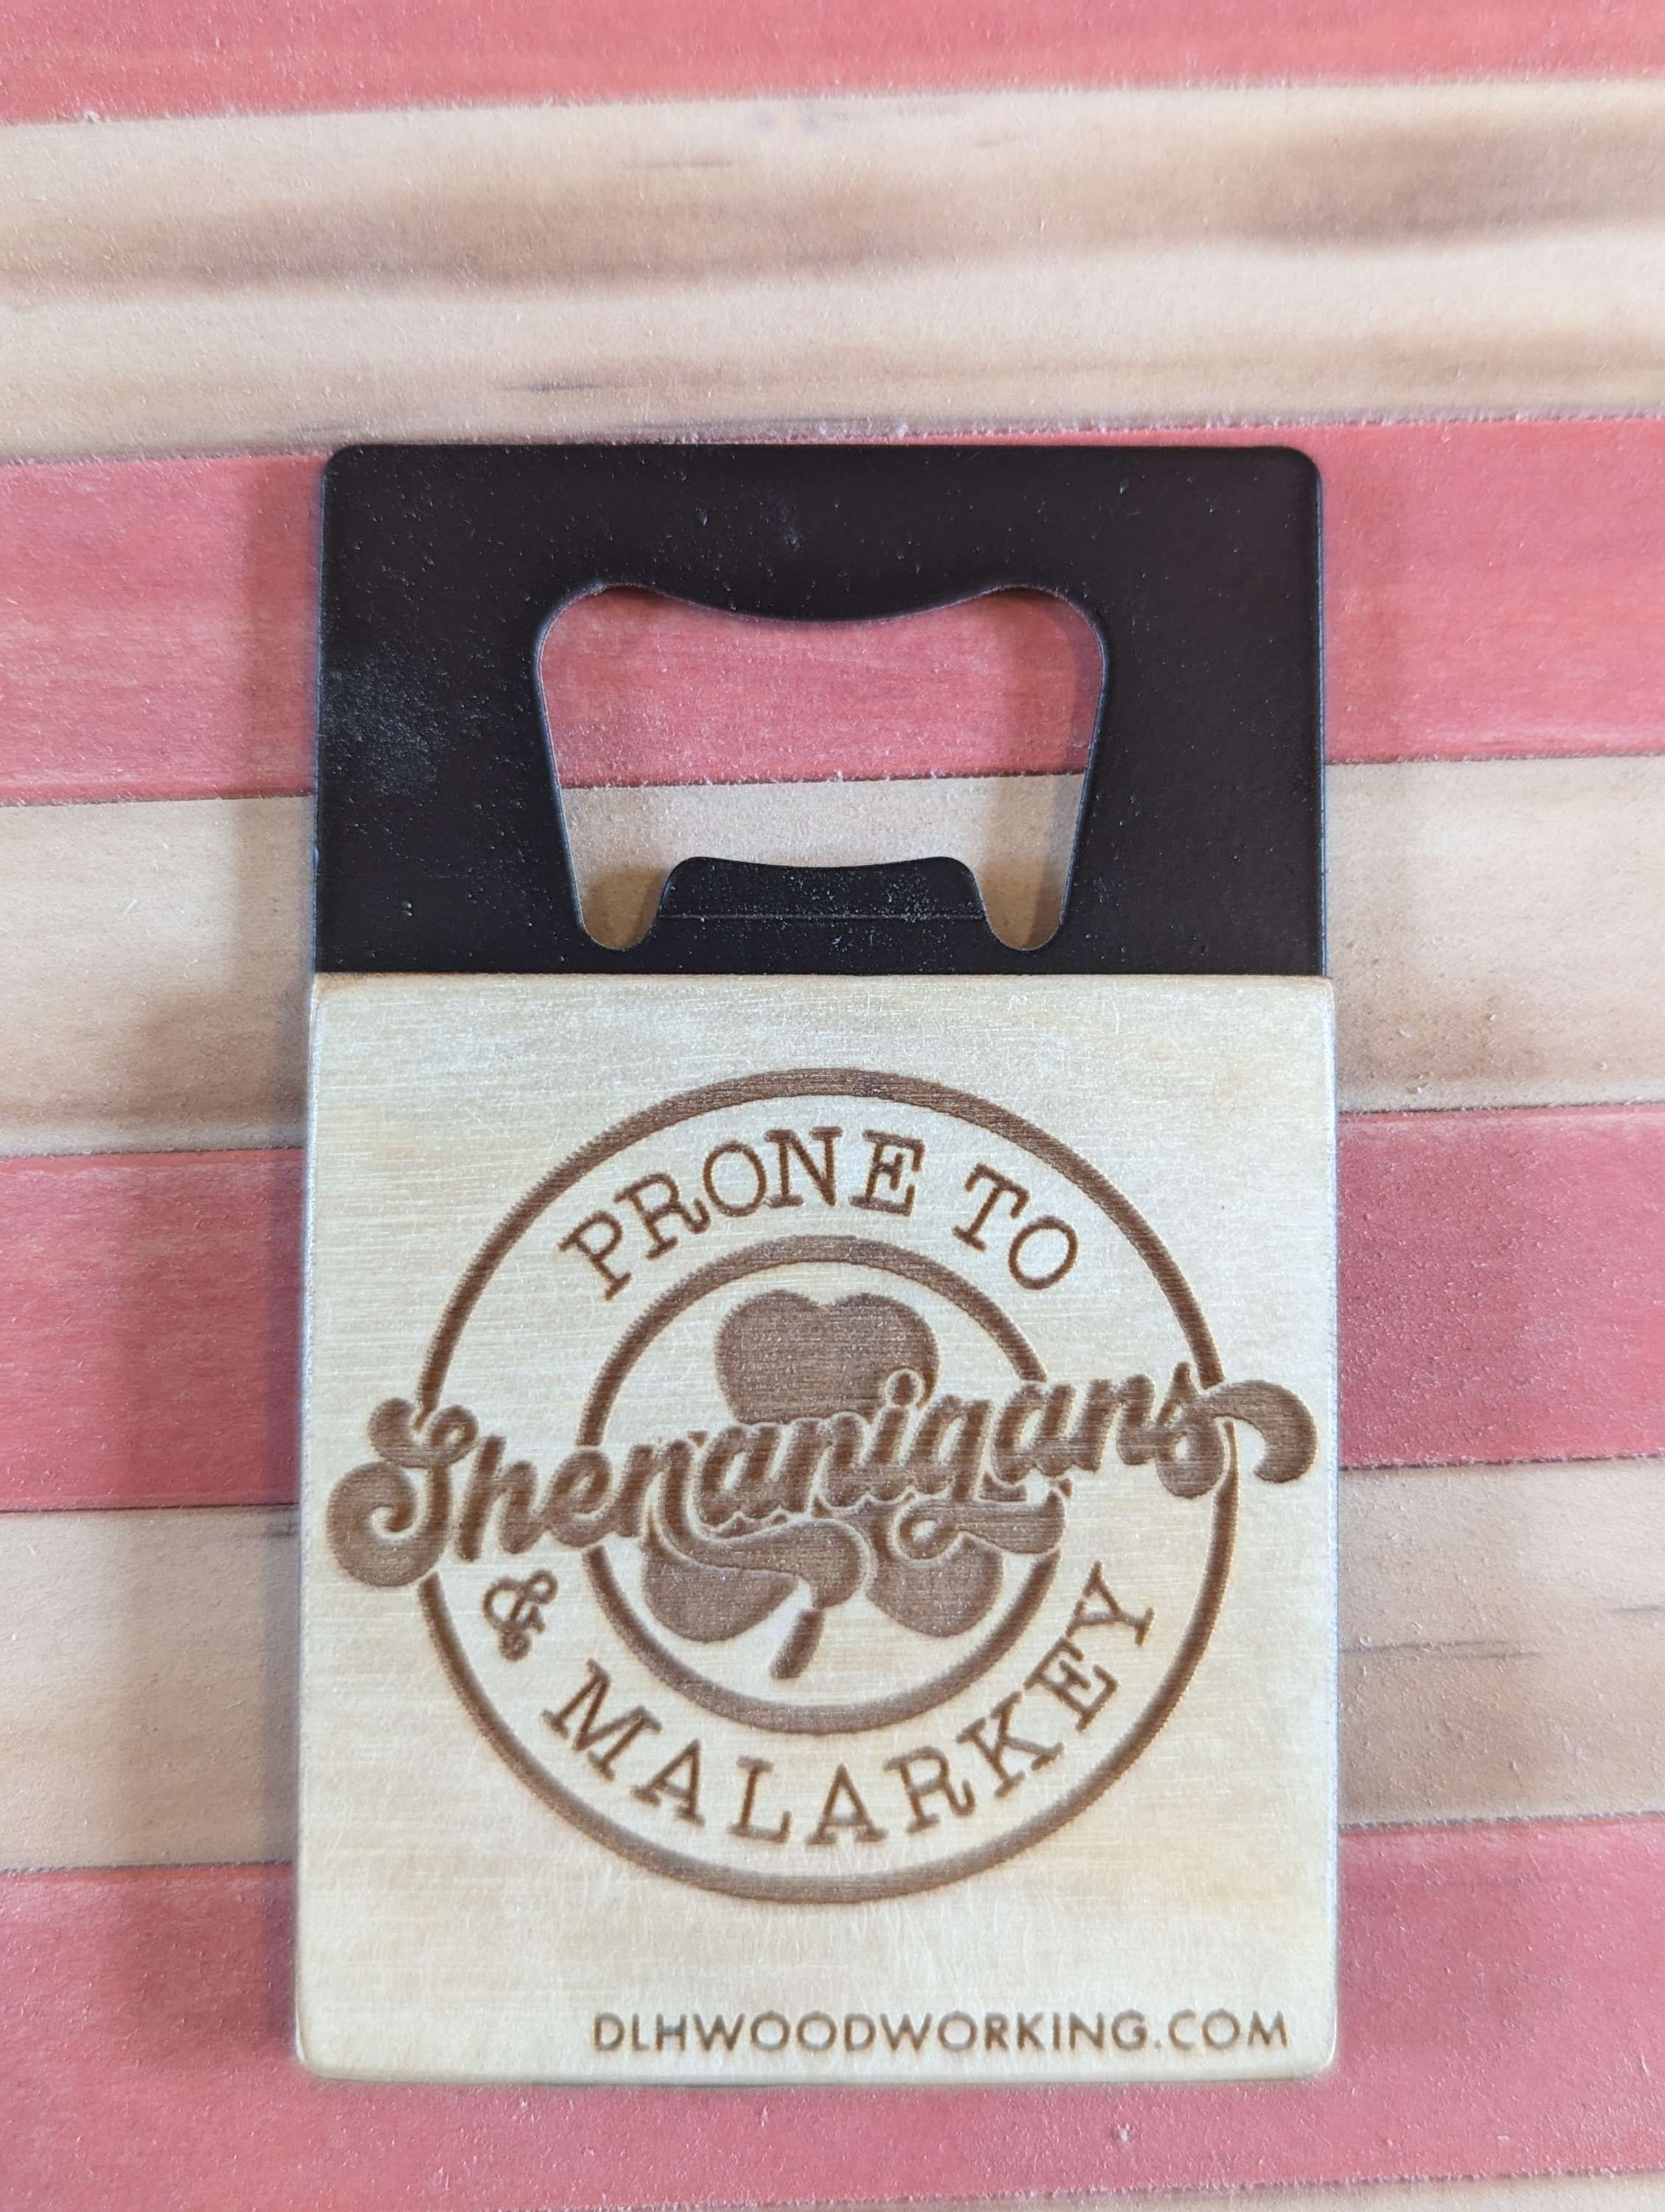 PRONE TO
Shenanigans
& MALARKEY
DLHWOODWORKING.COM